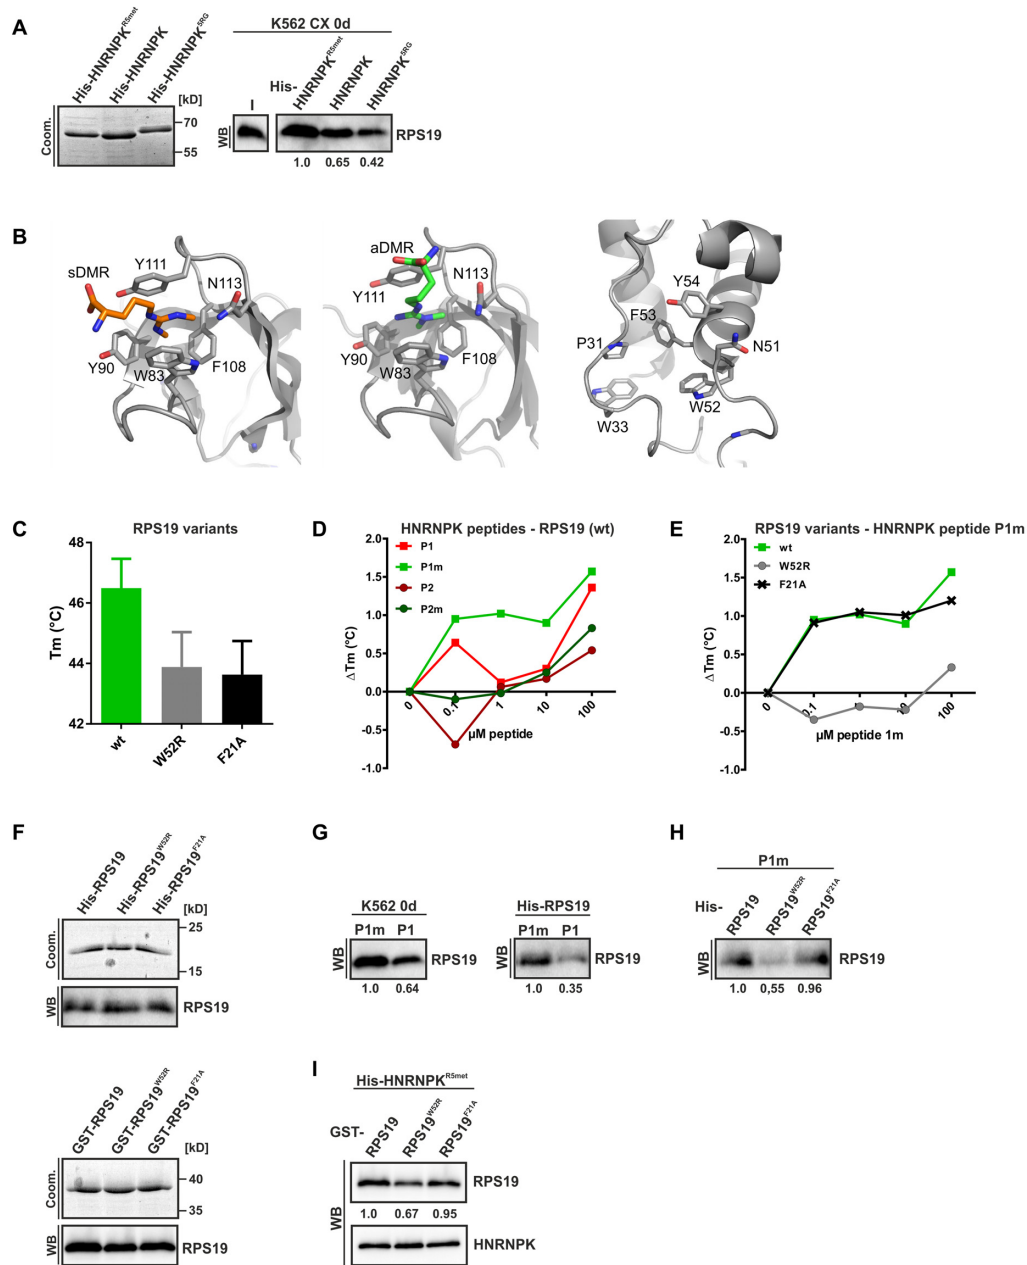 A
His-HNRNPK^R5met
His-HNRNPK
His-HNRNPK^5RG
[kD]
Coom.
70
55
K562 CX 0d
His-
HNRNPK^R5met
HNRNPK
HNRNPK^5RG
I
WB
RPS19
1.0 0.65 0.42
B
sDMR
Y111
N113
Y90
W83
F108
aDMR
Y111
N113
Y90
W83
F108
Y54
F53
P31
N51
W33
W52
C
RPS19 variants
Tm (°C)
48
46
44
42
wt
W52R
F21A
D
HNRNPK peptides - RPS19 (wt)
P1
P1m
P2
P2m
Δ Tm (°C)
2.0
1.5
1.0
0.5
0.0
-0.5
-1.0
0
0.1
1
10
100
µM peptide
E
RPS19 variants - HNRNPK peptide P1m
wt
W52R
F21A
Δ Tm (°C)
2.0
1.5
1.0
0.5
0.0
-0.5
-1.0
0
0.1
100
µM peptide 1m
F
His-RPS19
His-RPS19^W52R
His-RPS19^F21A
[kD]
Coom.
25
15
WB
RPS19
GST-RPS19
GST-RPS19^W52R
GST-RPS19^F21A
[kD]
Coom.
40
35
WB
RPS19
G
K562 0d
P1m P1
WB
RPS19
1.0 0.64
His-RPS19
P1m P1
WB
RPS19
1.0 0.35
H
P1m
His-
RPS19
RPS19^W52R
RPS19^F21A
WB
RPS19
1.0 0,55 0.96
I
His-HNRNPK^R5met
GST-
RPS19
RPS19^W52R
RPS19^F21A
WB
RPS19
1.0 0.67 0.95
HNRNPK